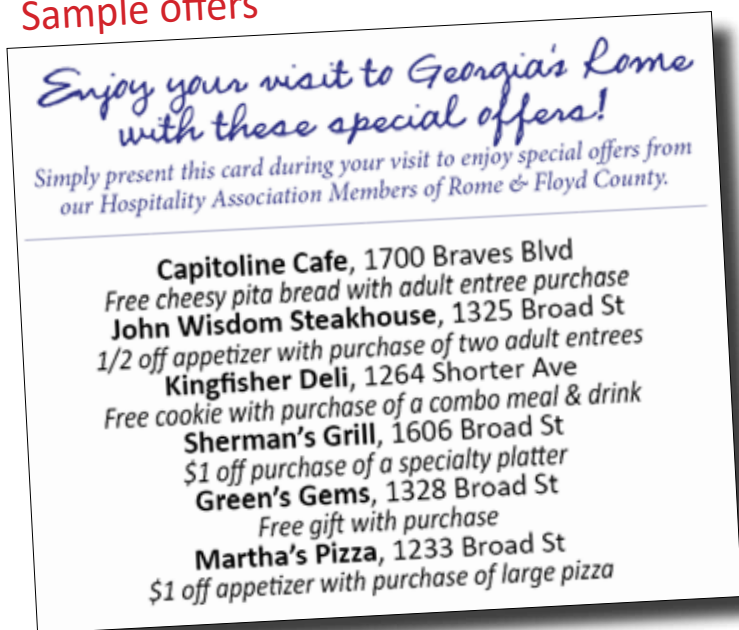 Sample offers
Enjoy your visit to Georgia's Rome
with these special offers!
Simply present this card during your visit to enjoy special offers from
our Hospitality Association Members of Rome & Floyd County.
Capitoline Cafe, 1700 Braves Blvd
Free cheesy pita bread with adult entree purchase
John Wisdom Steakhouse, 1325 Broad St
1/2 off appetizer with purchase of two adult entrees
Kingfisher Deli, 1264 Shorter Ave
Free cookie with purchase of a combo meal & drink
Sherman's Grill, 1606 Broad St
$1 off purchase of a specialty platter
Green's Gems, 1328 Broad St
Free gift with purchase
Martha's Pizza, 1233 Broad St
$1 off appetizer with purchase of large pizza